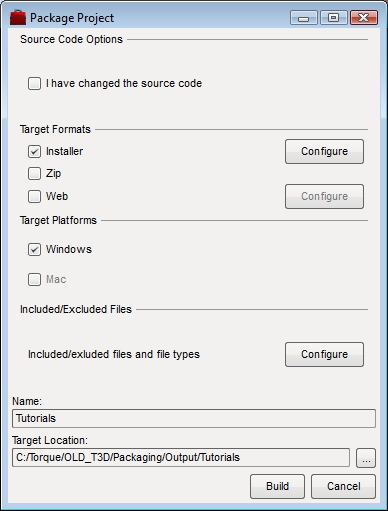 Package Project
Source Code Options
I have changed the source code
Target Formats
Installer
Configure
Zip
Web
Configure
Target Platforms
Windows
Mac
Included/Excluded Files
Included/exluded files and file types
Configure
Name:
Tutorials
Target Location:
C:/Torque/OLD_T3D/Packaging/Output/Tutorials
...
Build
Cancel